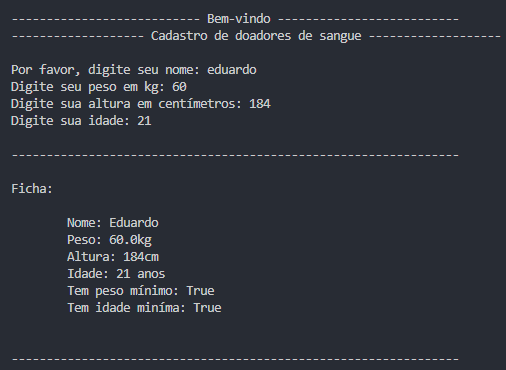 --------------------------- Bem-vindo --------------------------
------------------- Cadastro de doadores de sangue -------------------
Por favor, digite seu nome: eduardo
Digite seu peso em kg: 60
Digite sua altura em centímetros: 184
Digite sua idade: 21
----------------------------------------------------------------
Ficha:
Nome: Eduardo
Peso: 60.0kg
Altura: 184cm
Idade: 21 anos
Tem peso mínimo: True
Tem idade miníma: True
----------------------------------------------------------------